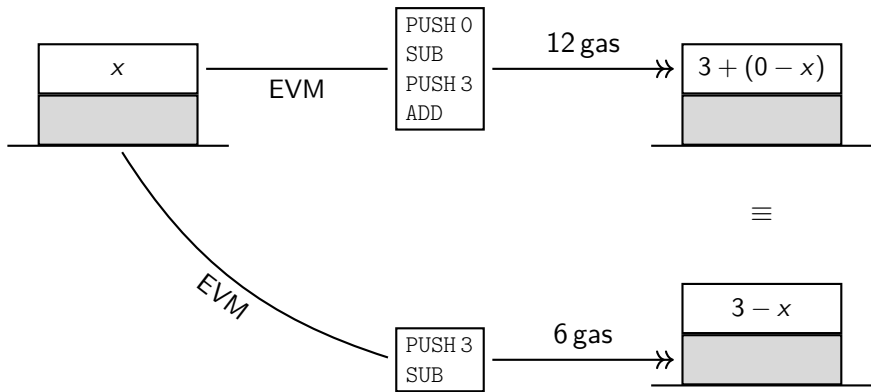 x
EVM
PUSH 0
SUB
PUSH 3
ADD
12 gas
3 + (0 − x)
≡
EVM
PUSH 3
SUB
6 gas
3 − x